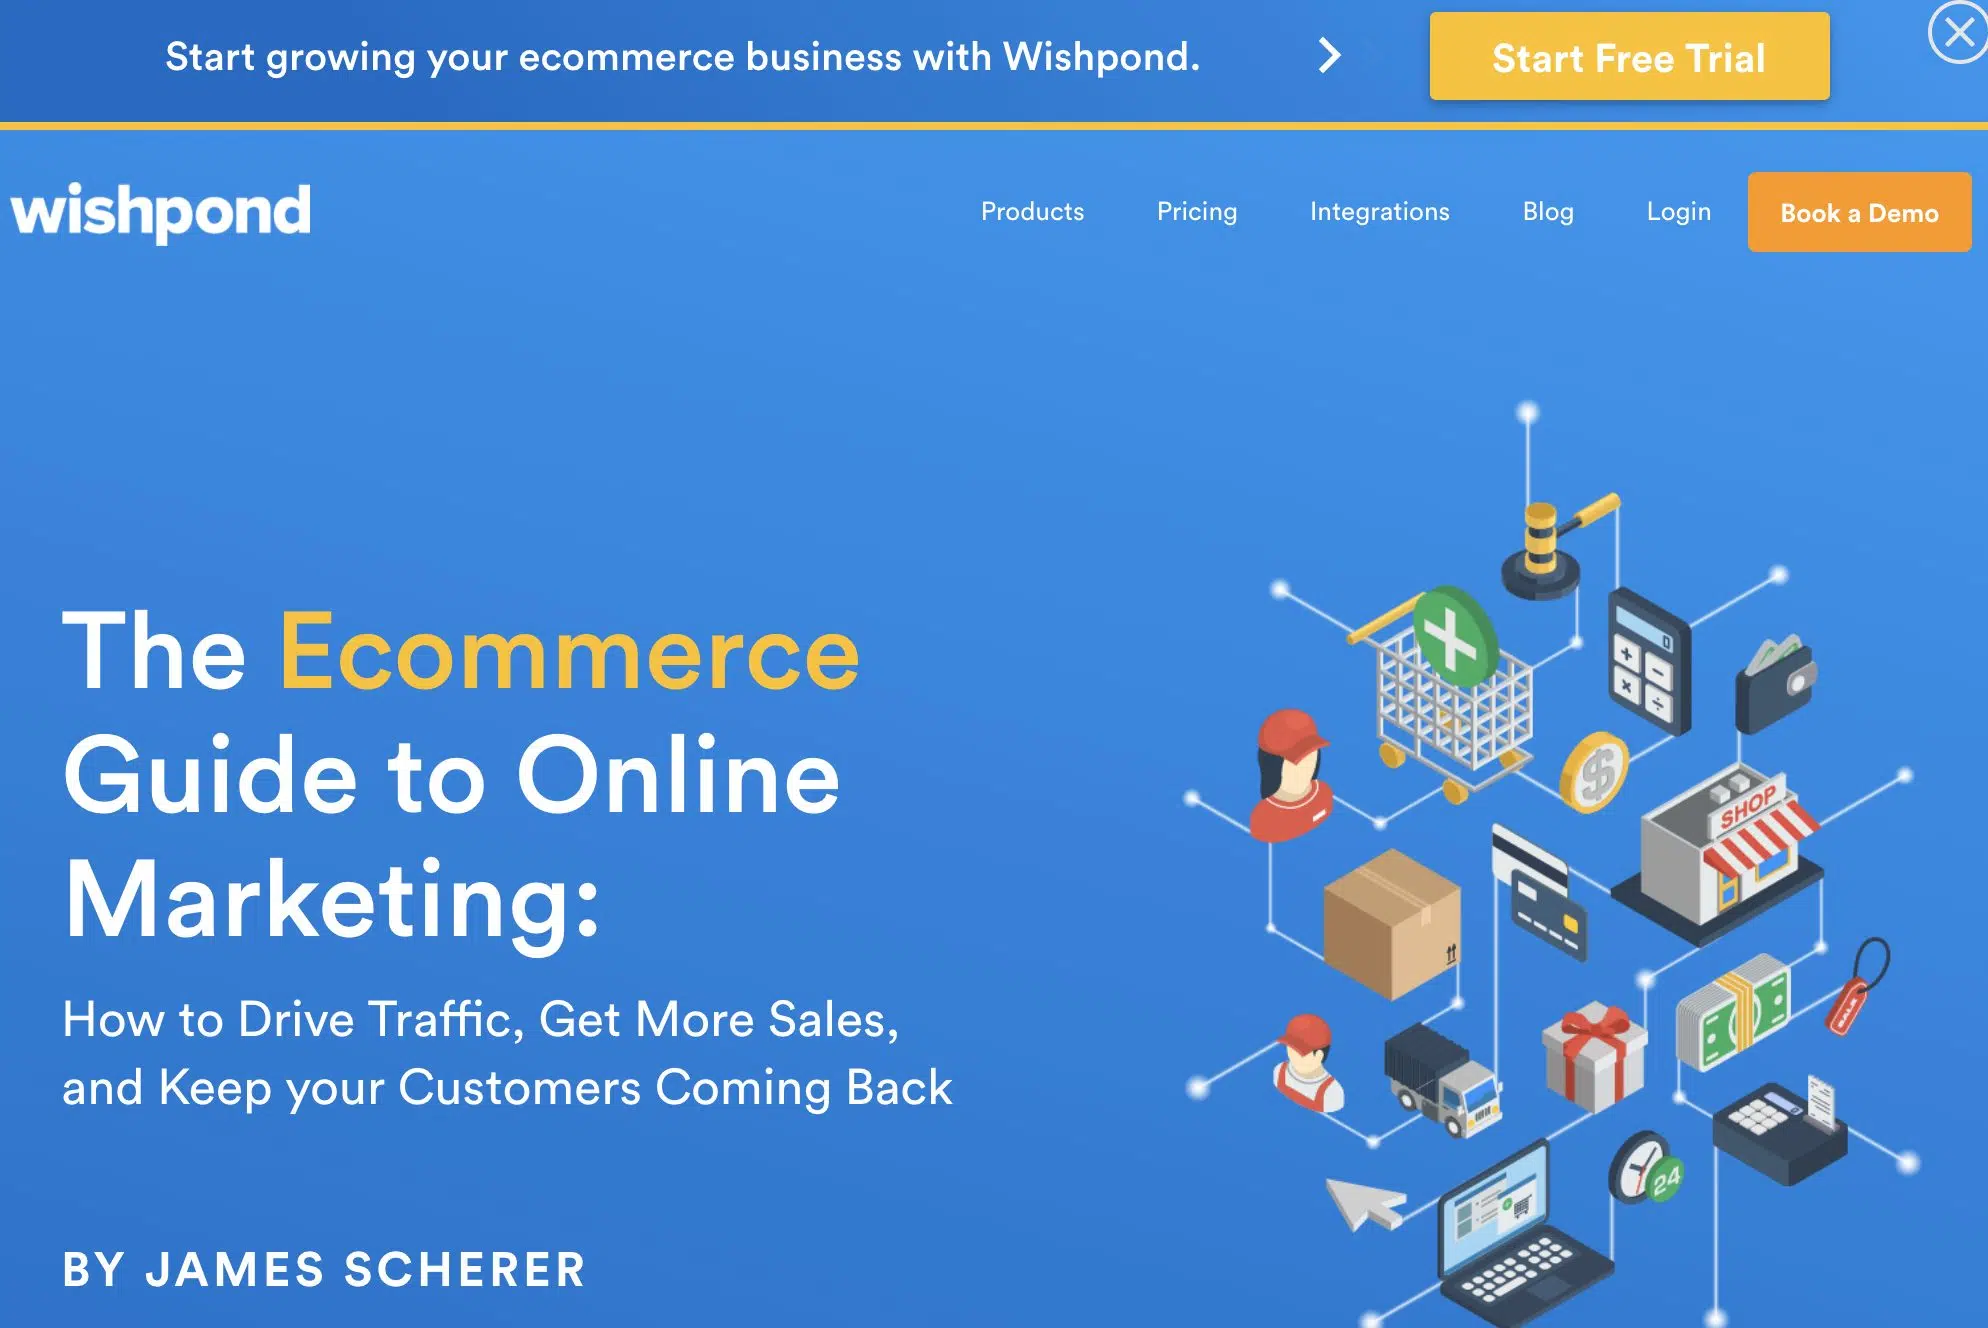 Start growing your ecommerce business with Wishpond.
Start Free Trial
wishpond
Products
Pricing
Integrations
Blog
Login
Book a Demo
The Ecommerce
Guide to Online
Marketing:
How to Drive Traffic, Get More Sales,
and Keep your Customers Coming Back
BY JAMES SCHERER
0
+ −
× ÷
$
SHOP
SALE
24